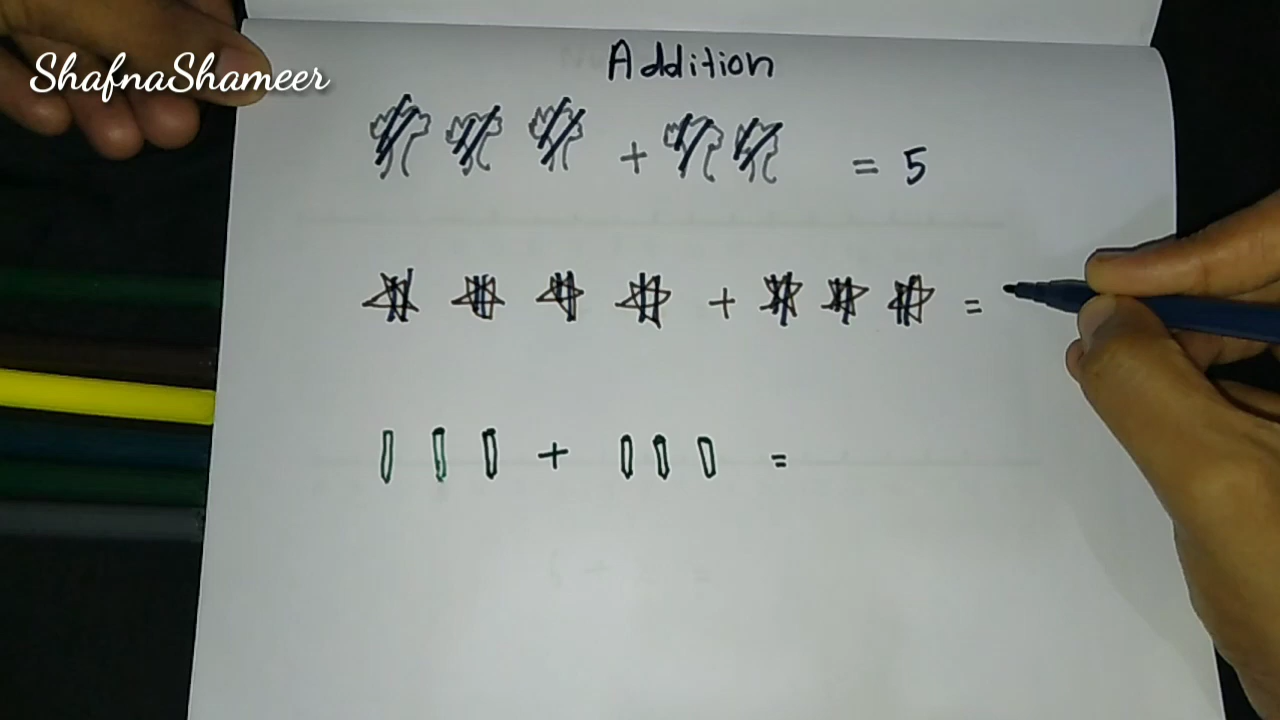 ShafnaShameer
Addition
+ = 5
+ =
+ =